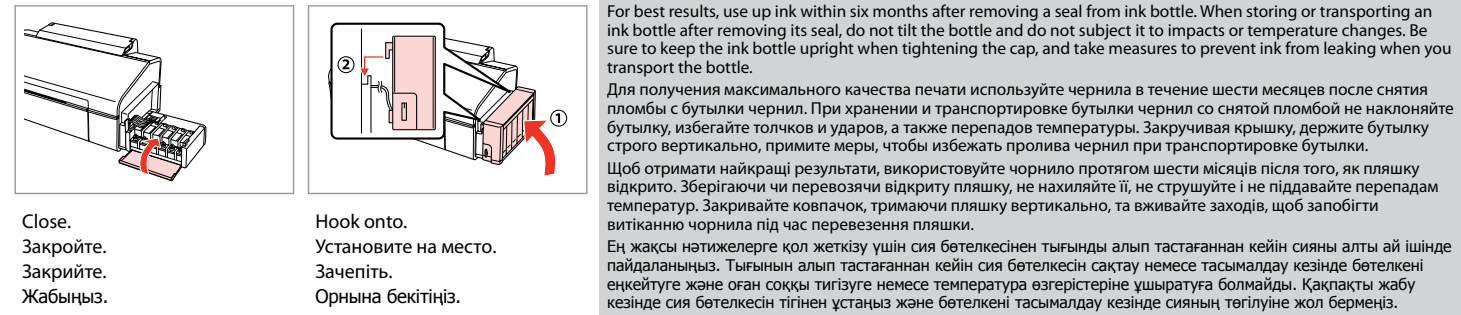 ②
①
Close.
Закройте.
Закрийте.
Жабыңыз.
Hook onto.
Установите на место.
Зачепіть.
Орнына бекітіңіз.
For best results, use up ink within six months after removing a seal from ink bottle. When storing or transporting an
ink bottle after removing its seal, do not tilt the bottle and do not subject it to impacts or temperature changes. Be
sure to keep the ink bottle upright when tightening the cap, and take measures to prevent ink from leaking when you
transport the bottle.
Для получения максимального качества печати используйте чернила в течение шести месяцев после снятия
пломбы с бутылки чернил. При хранении и транспортировке бутылки чернил со снятой пломбой не наклоняйте
бутылку, избегайте толчков и ударов, а также перепадов температуры. Закручивая крышку, держите бутылку
строго вертикально, примите меры, чтобы избежать пролива чернил при транспортировке бутылки.
Щоб отримати найкращі результати, використовуйте чорнило протягом шести місяців після того, як пляшку
відкрито. Зберігаючи чи перевозячи відкриту пляшку, не нахиляйте її, не струшуйте і не піддавайте перепадам
температур. Закривайте ковпачок, тримаючи пляшку вертикально, та вживайте заходів, щоб запобігти
витіканню чорнила під час перевезення пляшки.
Ең жақсы нәтижелерге қол жеткізу үшін сия бөтелкесінен тығынды алып тастағаннан кейін сияны алты ай ішінде
пайдаланыңыз. Тығынын алып тастағаннан кейін сия бөтелкесін сақтау немесе тасымалдау кезінде бөтелкені
еңкейтуге және оған соққы тигізуге немесе температура өзгерістеріне ұшыратуға болмайды. Қақпақты жабу
кезінде сия бөтелкесін тігінен ұстаңыз және бөтелкені тасымалдау кезінде сияның төгілуіне жол бермеңіз.